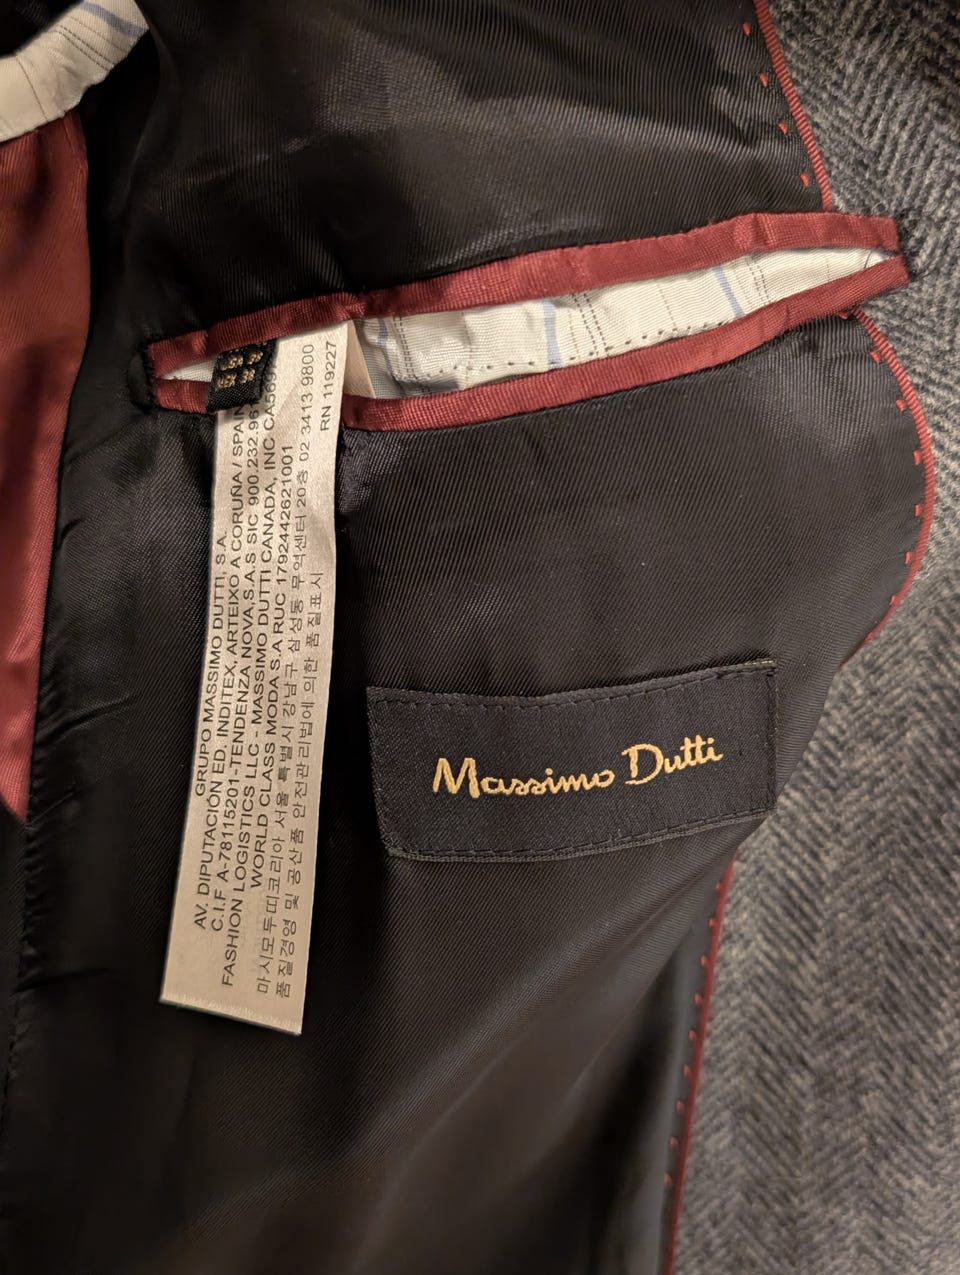 GRUPO MASSIMO DUTTI, S.A.
AV. DIPUTACIÓN ED. INDITEX, ARTEIXO A CORUÑA / SPAIN
C.I.F A-78115201-TENDENZA NOVA,S.A.S SIC 900.232.961
FASHION LOGISTICS LLC - MASSIMO DUTTI CANADA, INC CA569
WORLD CLASS MODA S.A RUC 1792442621001
마시모두띠코리아 서울 특별시 강남구 삼성동 무역센터 20층 02 3413 9800
품질경영 및 공산품 안전관리법에 의한 품질표시
RN 119227
Massimo Dutti